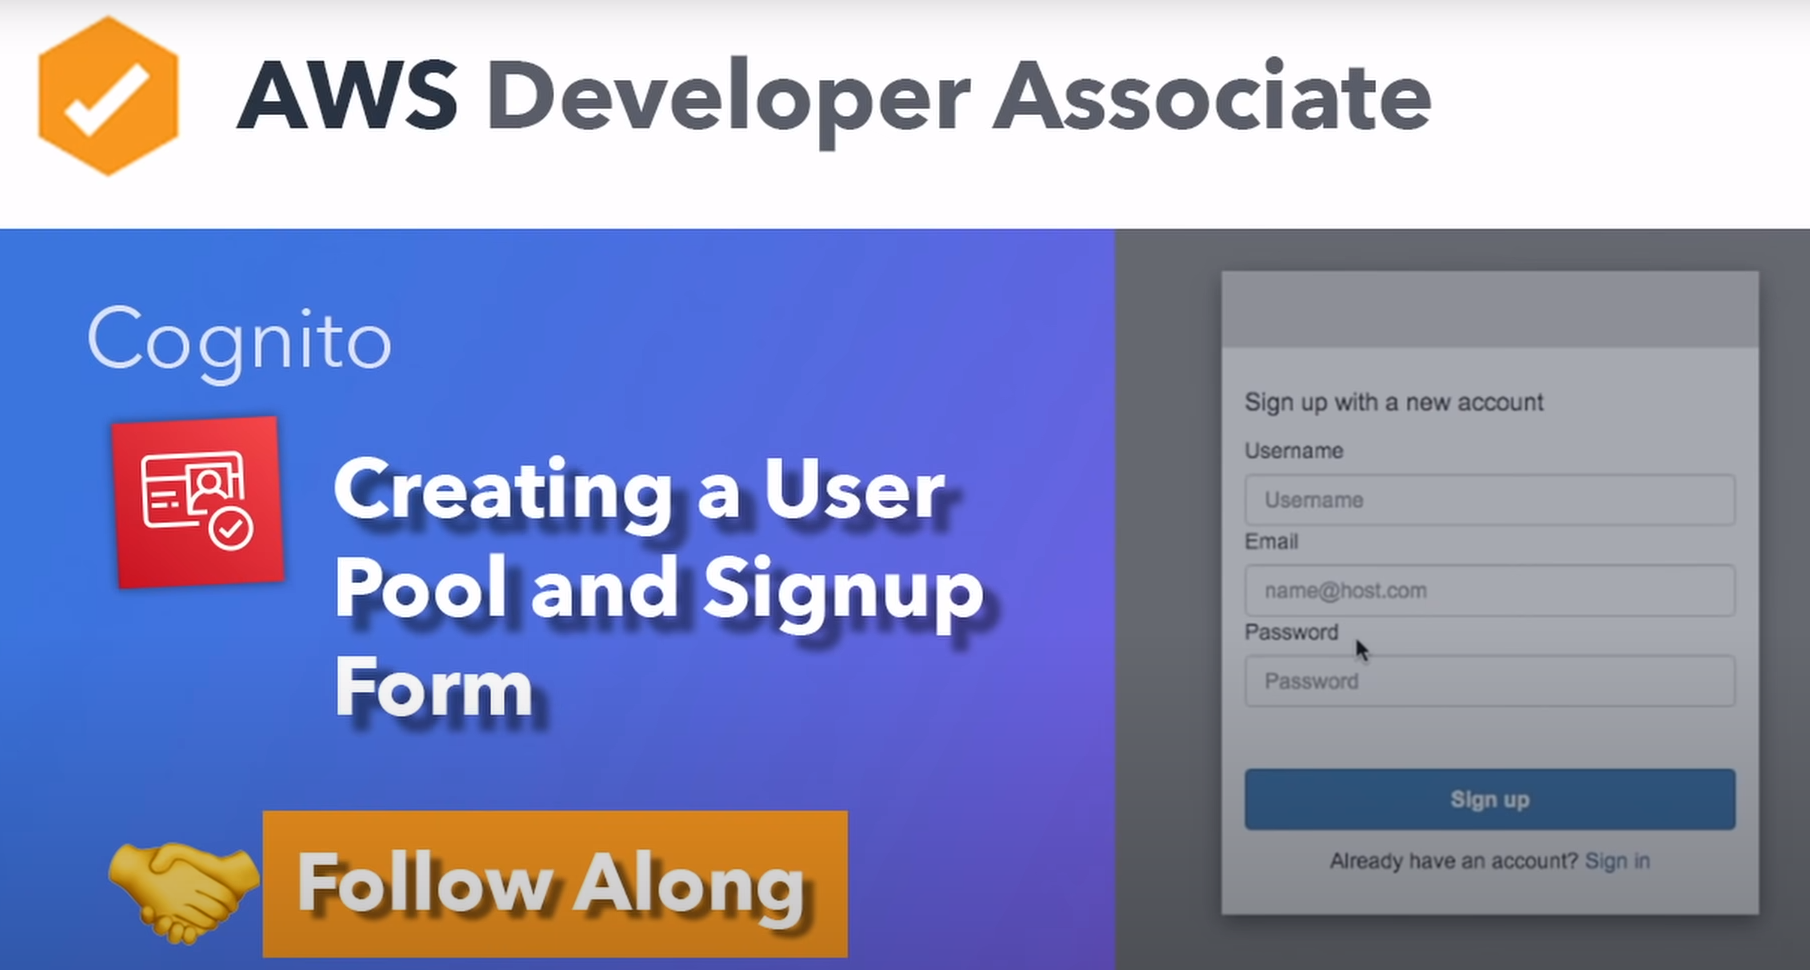 AWS Developer Associate
Cognito
Creating a User
Pool and Signup
Form
Follow Along
Sign up with a new account
Username
Username
Email
name@host.com
Password
Password
Sign up
Already have an account? Sign in